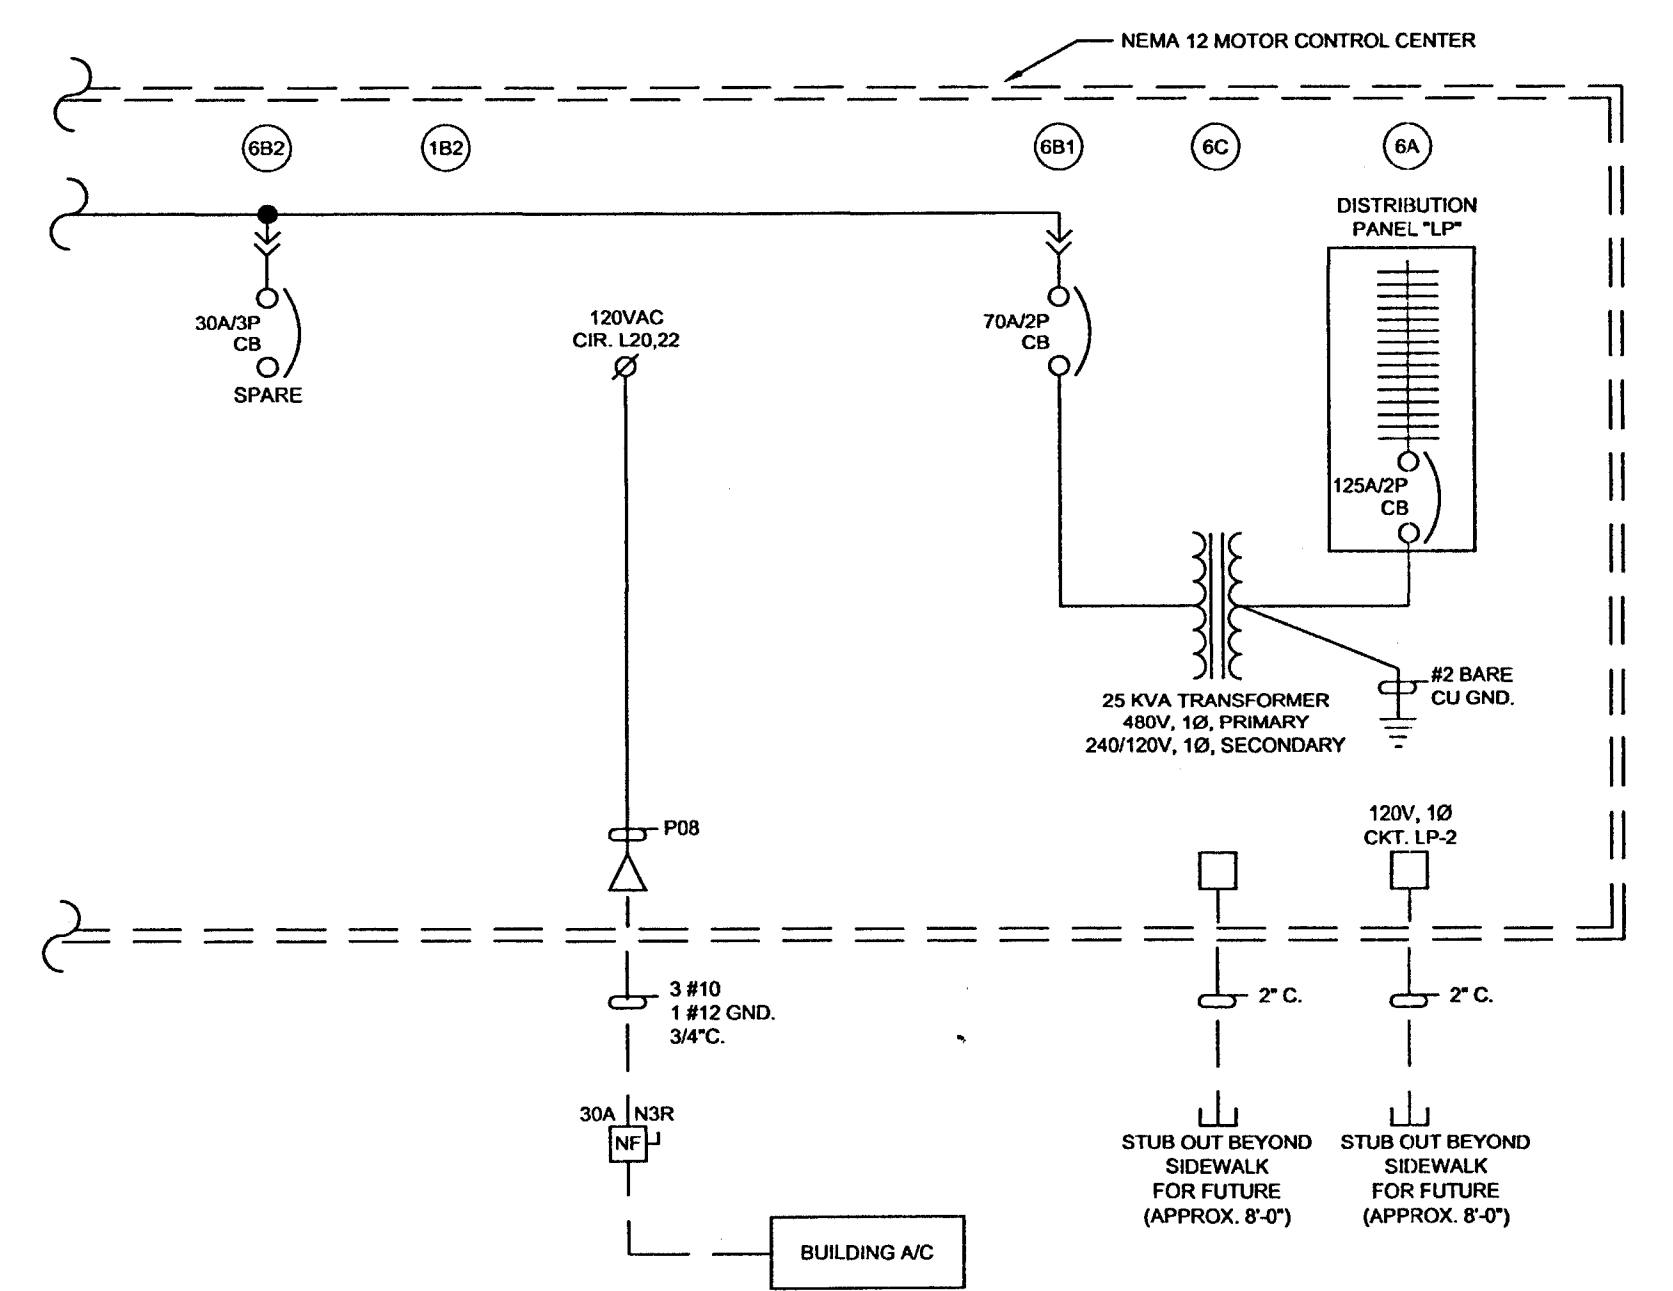 NEMA 12 MOTOR CONTROL CENTER
6B2
1B2
6B1
6C
6A
DISTRIBUTION
PANEL "LP"
30A/3P
CB
SPARE
120VAC
CIR. L20,22
70A/2P
CB
125A/2P
CB
25 KVA TRANSFORMER
480V, 1Ø, PRIMARY
240/120V, 1Ø, SECONDARY
#2 BARE
CU GND.
P08
120V, 1Ø
CKT. LP-2
3 #10
1 #12 GND.
3/4"C.
2" C.
2" C.
30A
N3R
NF
STUB OUT BEYOND
SIDEWALK
FOR FUTURE
(APPROX. 8'-0")
STUB OUT BEYOND
SIDEWALK
FOR FUTURE
(APPROX. 8'-0")
BUILDING A/C